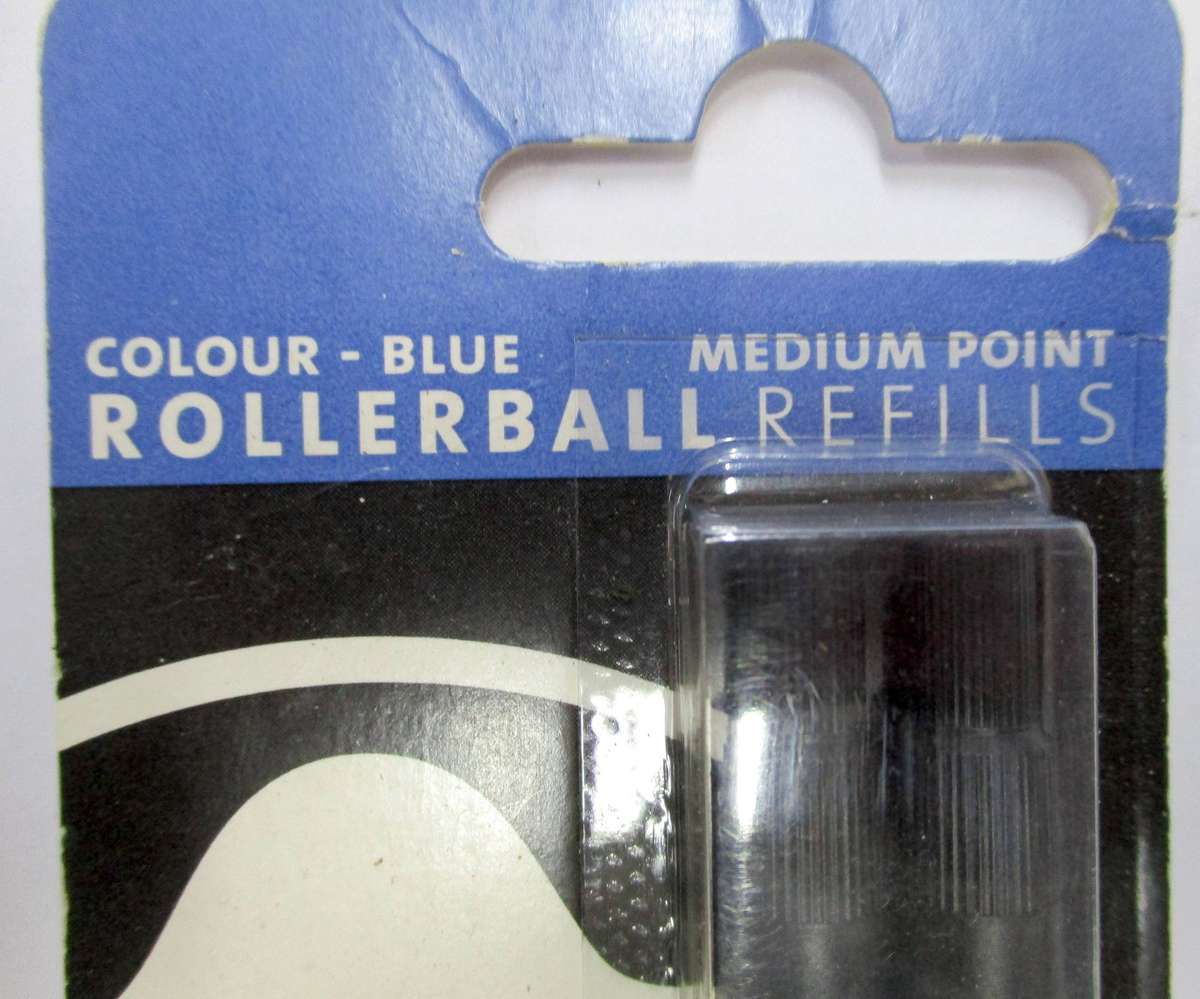 COLOUR - BLUE MEDIUM POINT
ROLLERBALL REFILLS